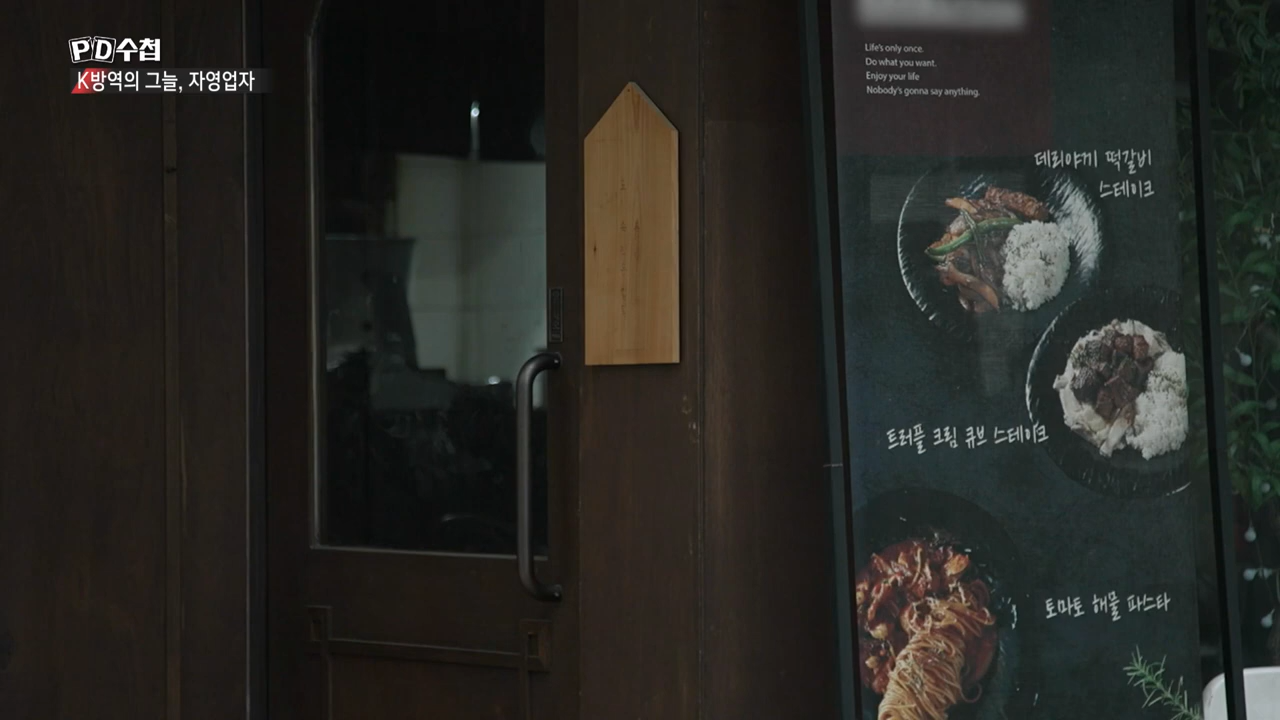 PD수첩
K방역의 그늘, 자영업자
Life's only once.
Do what you want.
Enjoy your life
Nobody's gonna say anything.
데리야끼 떡갈비
스테이크
트러플 크림 큐브 스테이크
토마토 해물 파스타